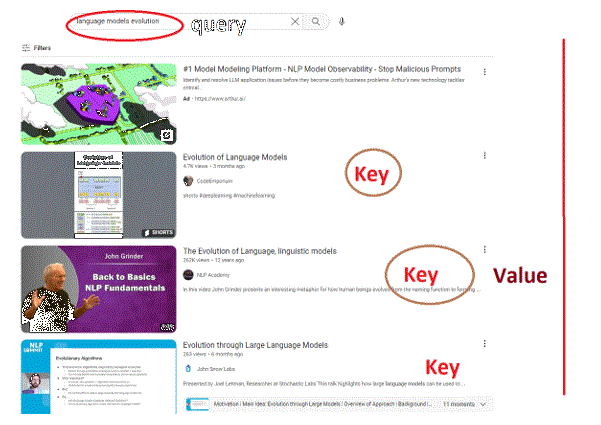 language models evolution
query
Filters
#1 Model Modeling Platform - NLP Model Observability - Stop Malicious Prompts
Identify and resolve LLM application issues before they become costly business problems. Arthur's new technology tackles
critical...
Ad · https://www.arthur.ai/
Evolution of
Language Models
SHORTS
Evolution of Language Models
4.7K views • 3 months ago
CodeEmporium
shorts #deeplearning #machinelearning
Key
John Grinder
Back to Basics
NLP Fundamentals
The Evolution of Language, linguistic models
262K views • 12 years ago
NLP Academy
In this video John Grinder presents an interesting metaphor for how human beings evolved from the naming function to forming ...
Key
Value
NLP
SUMMIT
Evolutionary Algorithms
Evolution through Large Language Models
263 views • 6 months ago
John Snow Labs
Presented by Joel Lehman, Researcher at Stochastic Labs This talk highlights how large language models can be used to ...
Key
Motivation | Main Idea: Evolution through Large Models | Overview of Approach | Background |...
11 moments